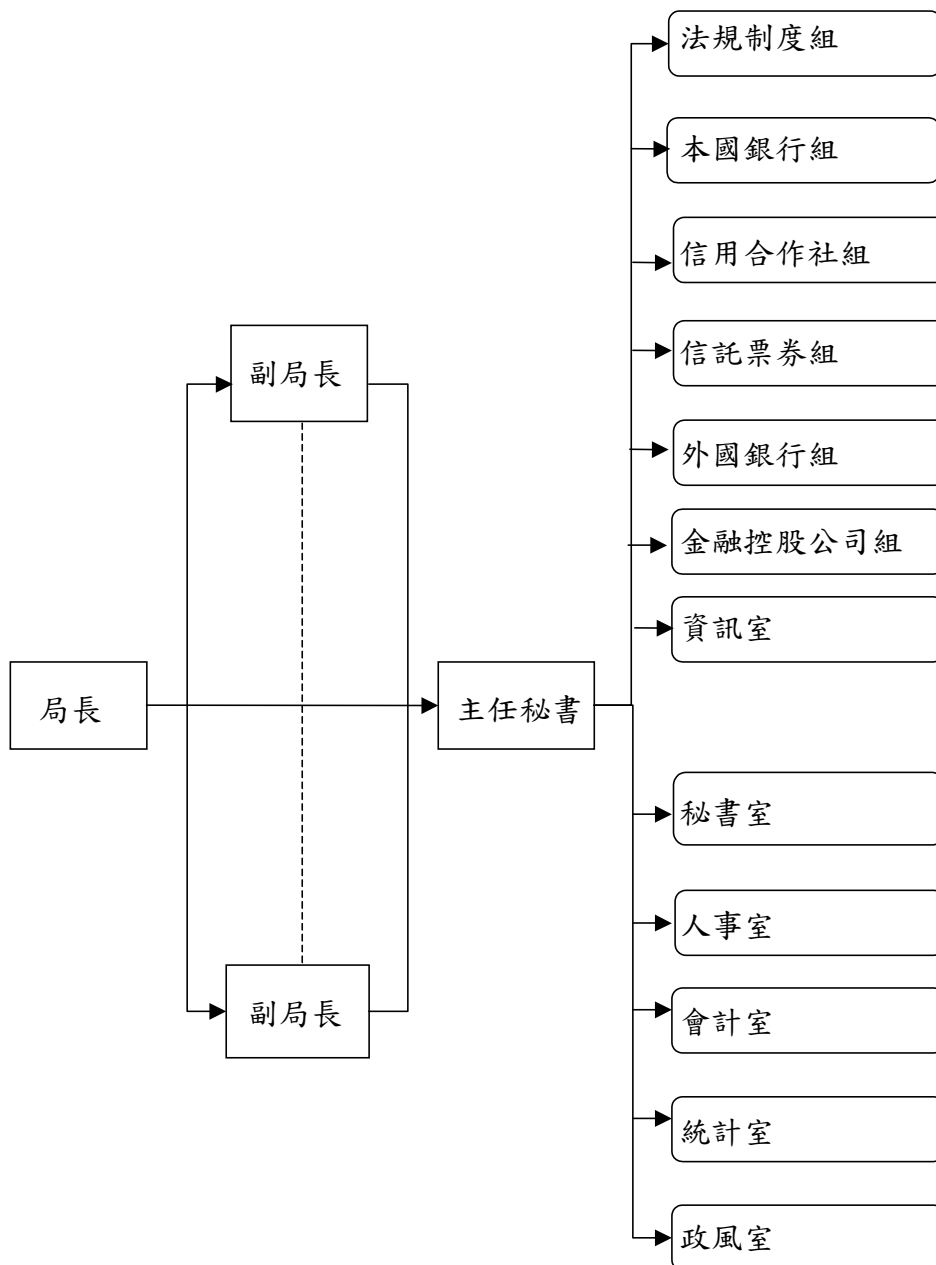 法規制度組
本國銀行組
信用合作社組
信託票券組
外國銀行組
金融控股公司組
資訊室
副局長
局長
主任秘書
副局長
秘書室
人事室
會計室
統計室
政風室